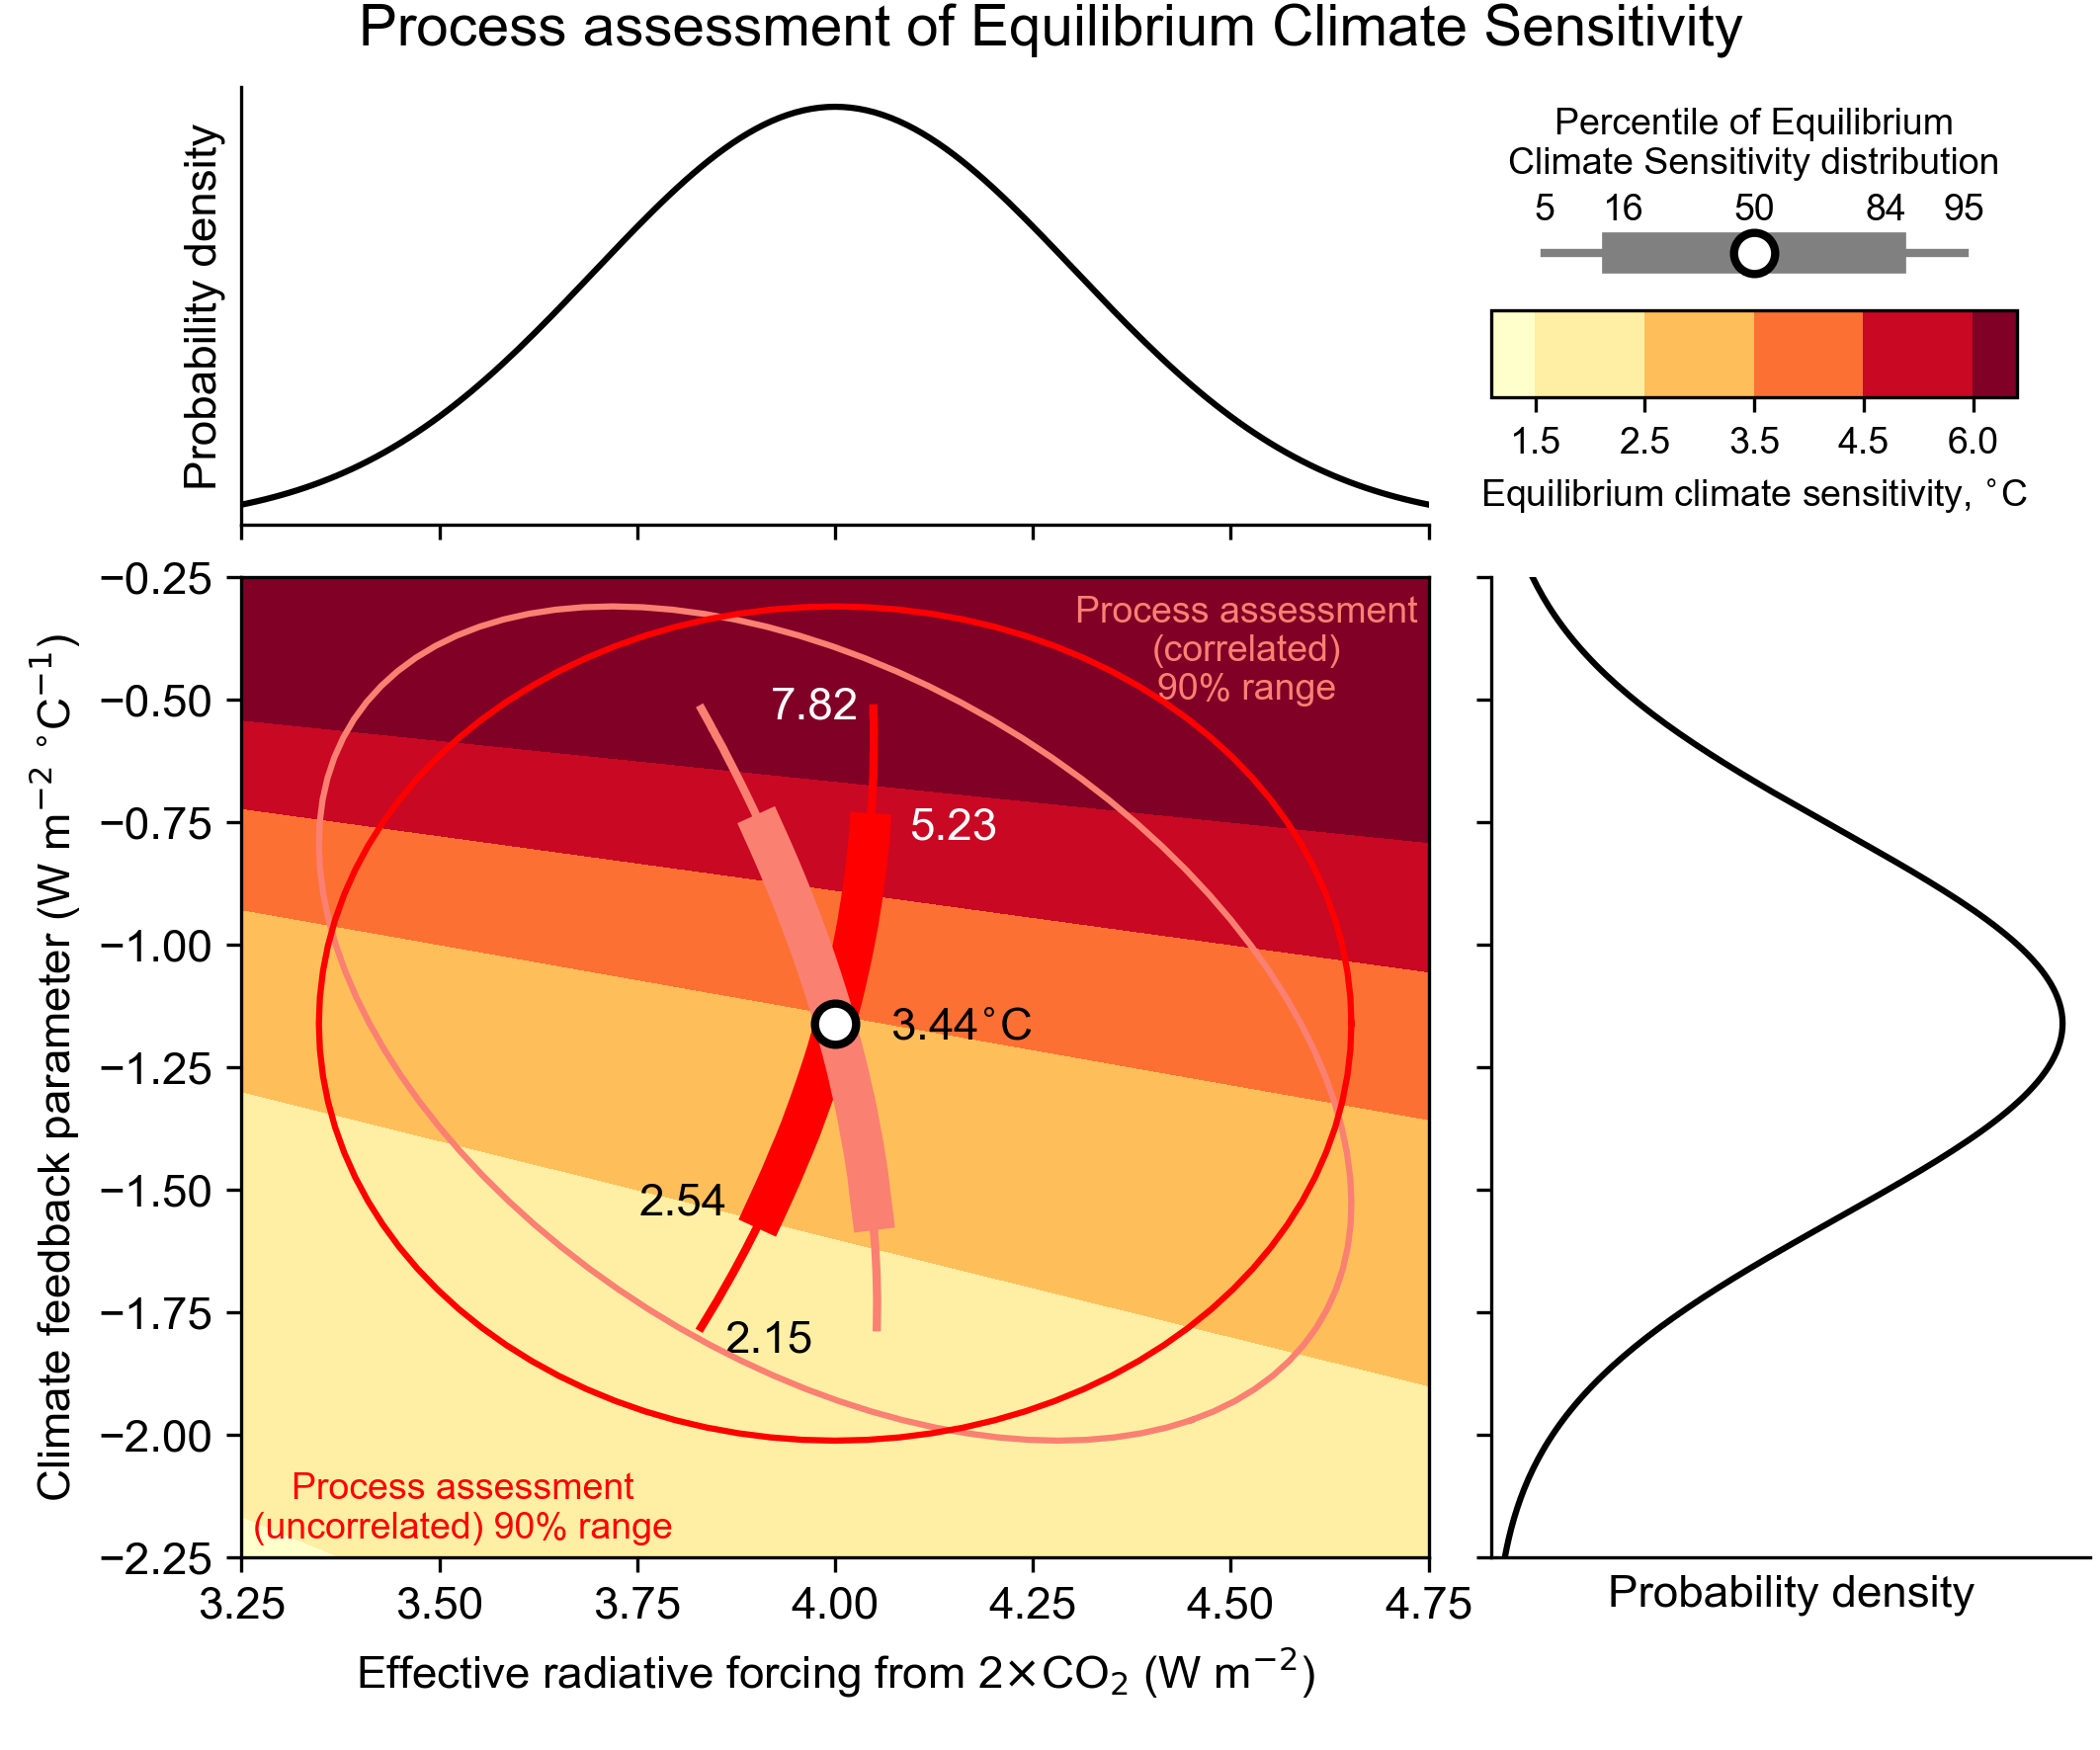 Process assessment of Equilibrium Climate Sensitivity
Probability density
Percentile of Equilibrium
Climate Sensitivity distribution
5 16 50 84 95
1.5 2.5 3.5 4.5 6.0
Equilibrium climate sensitivity, °C
Climate feedback parameter (W m⁻² °C⁻¹)
−0.25
−0.50
−0.75
−1.00
−1.25
−1.50
−1.75
−2.00
−2.25
Process assessment
(correlated)
90% range
7.82
5.23
3.44°C
2.54
2.15
Process assessment
(uncorrelated) 90% range
3.25 3.50 3.75 4.00 4.25 4.50 4.75
Effective radiative forcing from 2×CO₂ (W m⁻²)
Probability density